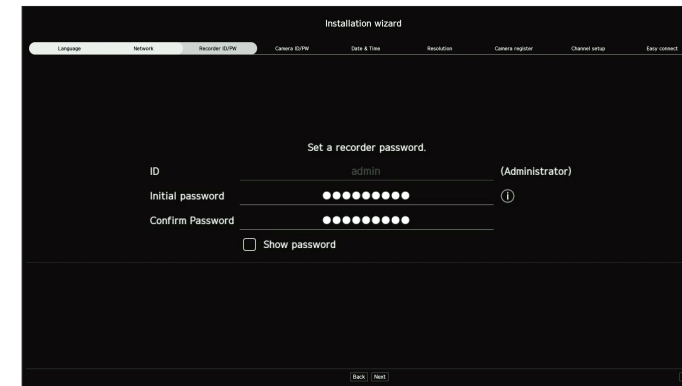 Installation wizard
Language Network Recorder ID/PW Camera ID/PW Date & Time Resolution Camera register Channel setup Easy connect
Set a recorder password.
ID admin (Administrator)
Initial password ●●●●●●●●●
Confirm Password ●●●●●●●●●
Show password
Back Next